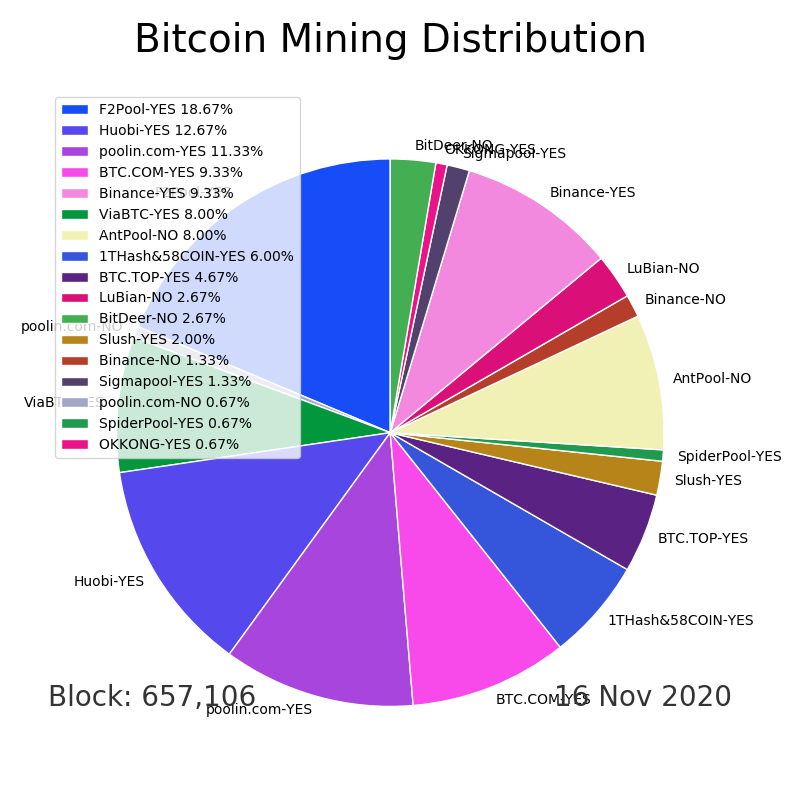 Bitcoin Mining Distribution
F2Pool-YES 18.67%
Huobi-YES 12.67%
poolin.com-YES 11.33%
BTC.COM-YES 9.33%
Binance-YES 9.33%
ViaBTC-YES 8.00%
AntPool-NO 8.00%
1THash&58COIN-YES 6.00%
BTC.TOP-YES 4.67%
LuBian-NO 2.67%
BitDeer-NO 2.67%
Slush-YES 2.00%
Binance-NO 1.33%
Sigmapool-YES 1.33%
poolin.com-NO 0.67%
SpiderPool-YES 0.67%
OKKONG-YES 0.67%
BitDeer-NO
OKKONG-YES
Sigmapool-YES
Binance-YES
LuBian-NO
Binance-NO
AntPool-NO
SpiderPool-YES
Slush-YES
BTC.TOP-YES
1THash&58COIN-YES
BTC.COM-YES
poolin.com-YES
Huobi-YES
ViaBTC-YES
poolin.com-NO
Block: 657,106
16 Nov 2020